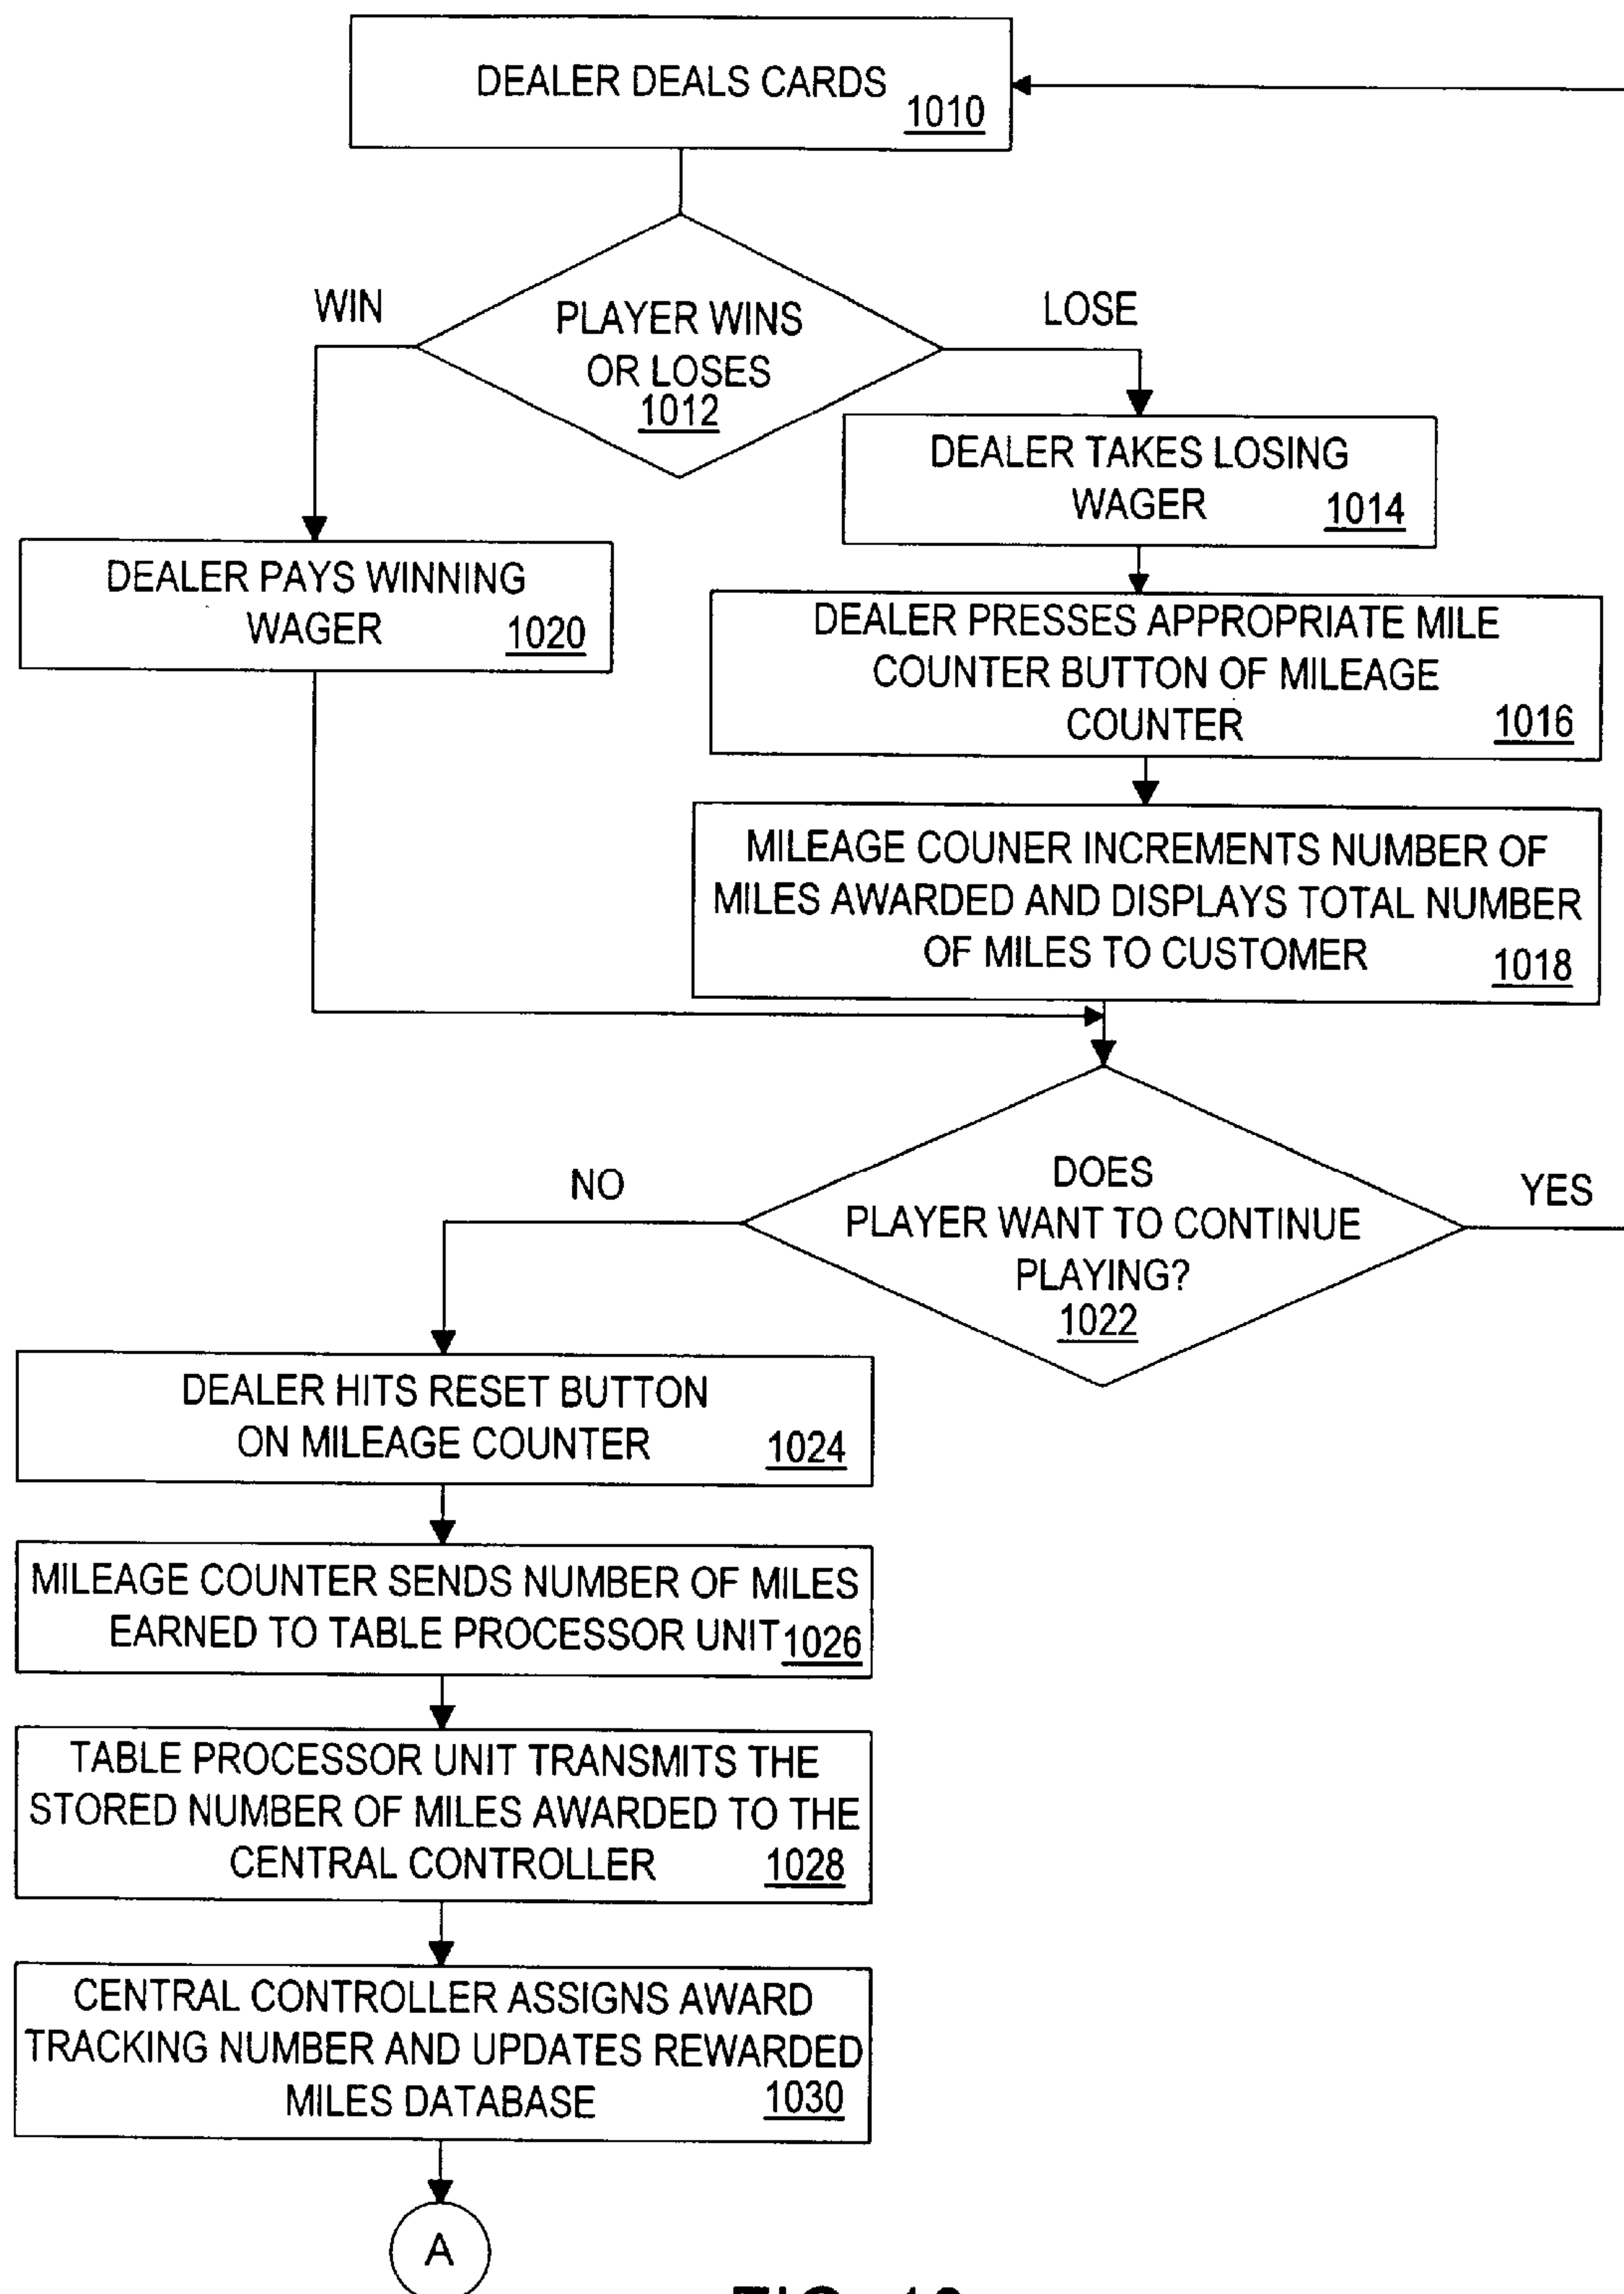 DEALER DEALS CARDS
1010
WIN
PLAYER WINS
OR LOSES
1012
LOSE
DEALER TAKES LOSING
WAGER 1014
DEALER PAYS WINNING
WAGER 1020
DEALER PRESSES APPROPRIATE MILE
COUNTER BUTTON OF MILEAGE
COUNTER 1016
MILEAGE COUNER INCREMENTS NUMBER OF
MILES AWARDED AND DISPLAYS TOTAL NUMBER
OF MILES TO CUSTOMER 1018
NO
DOES
PLAYER WANT TO CONTINUE
PLAYING?
1022
YES
DEALER HITS RESET BUTTON
ON MILEAGE COUNTER 1024
MILEAGE COUNTER SENDS NUMBER OF MILES
EARNED TO TABLE PROCESSOR UNIT 1026
TABLE PROCESSOR UNIT TRANSMITS THE
STORED NUMBER OF MILES AWARDED TO THE
CENTRAL CONTROLLER 1028
CENTRAL CONTROLLER ASSIGNS AWARD
TRACKING NUMBER AND UPDATES REWARDED
MILES DATABASE 1030
A